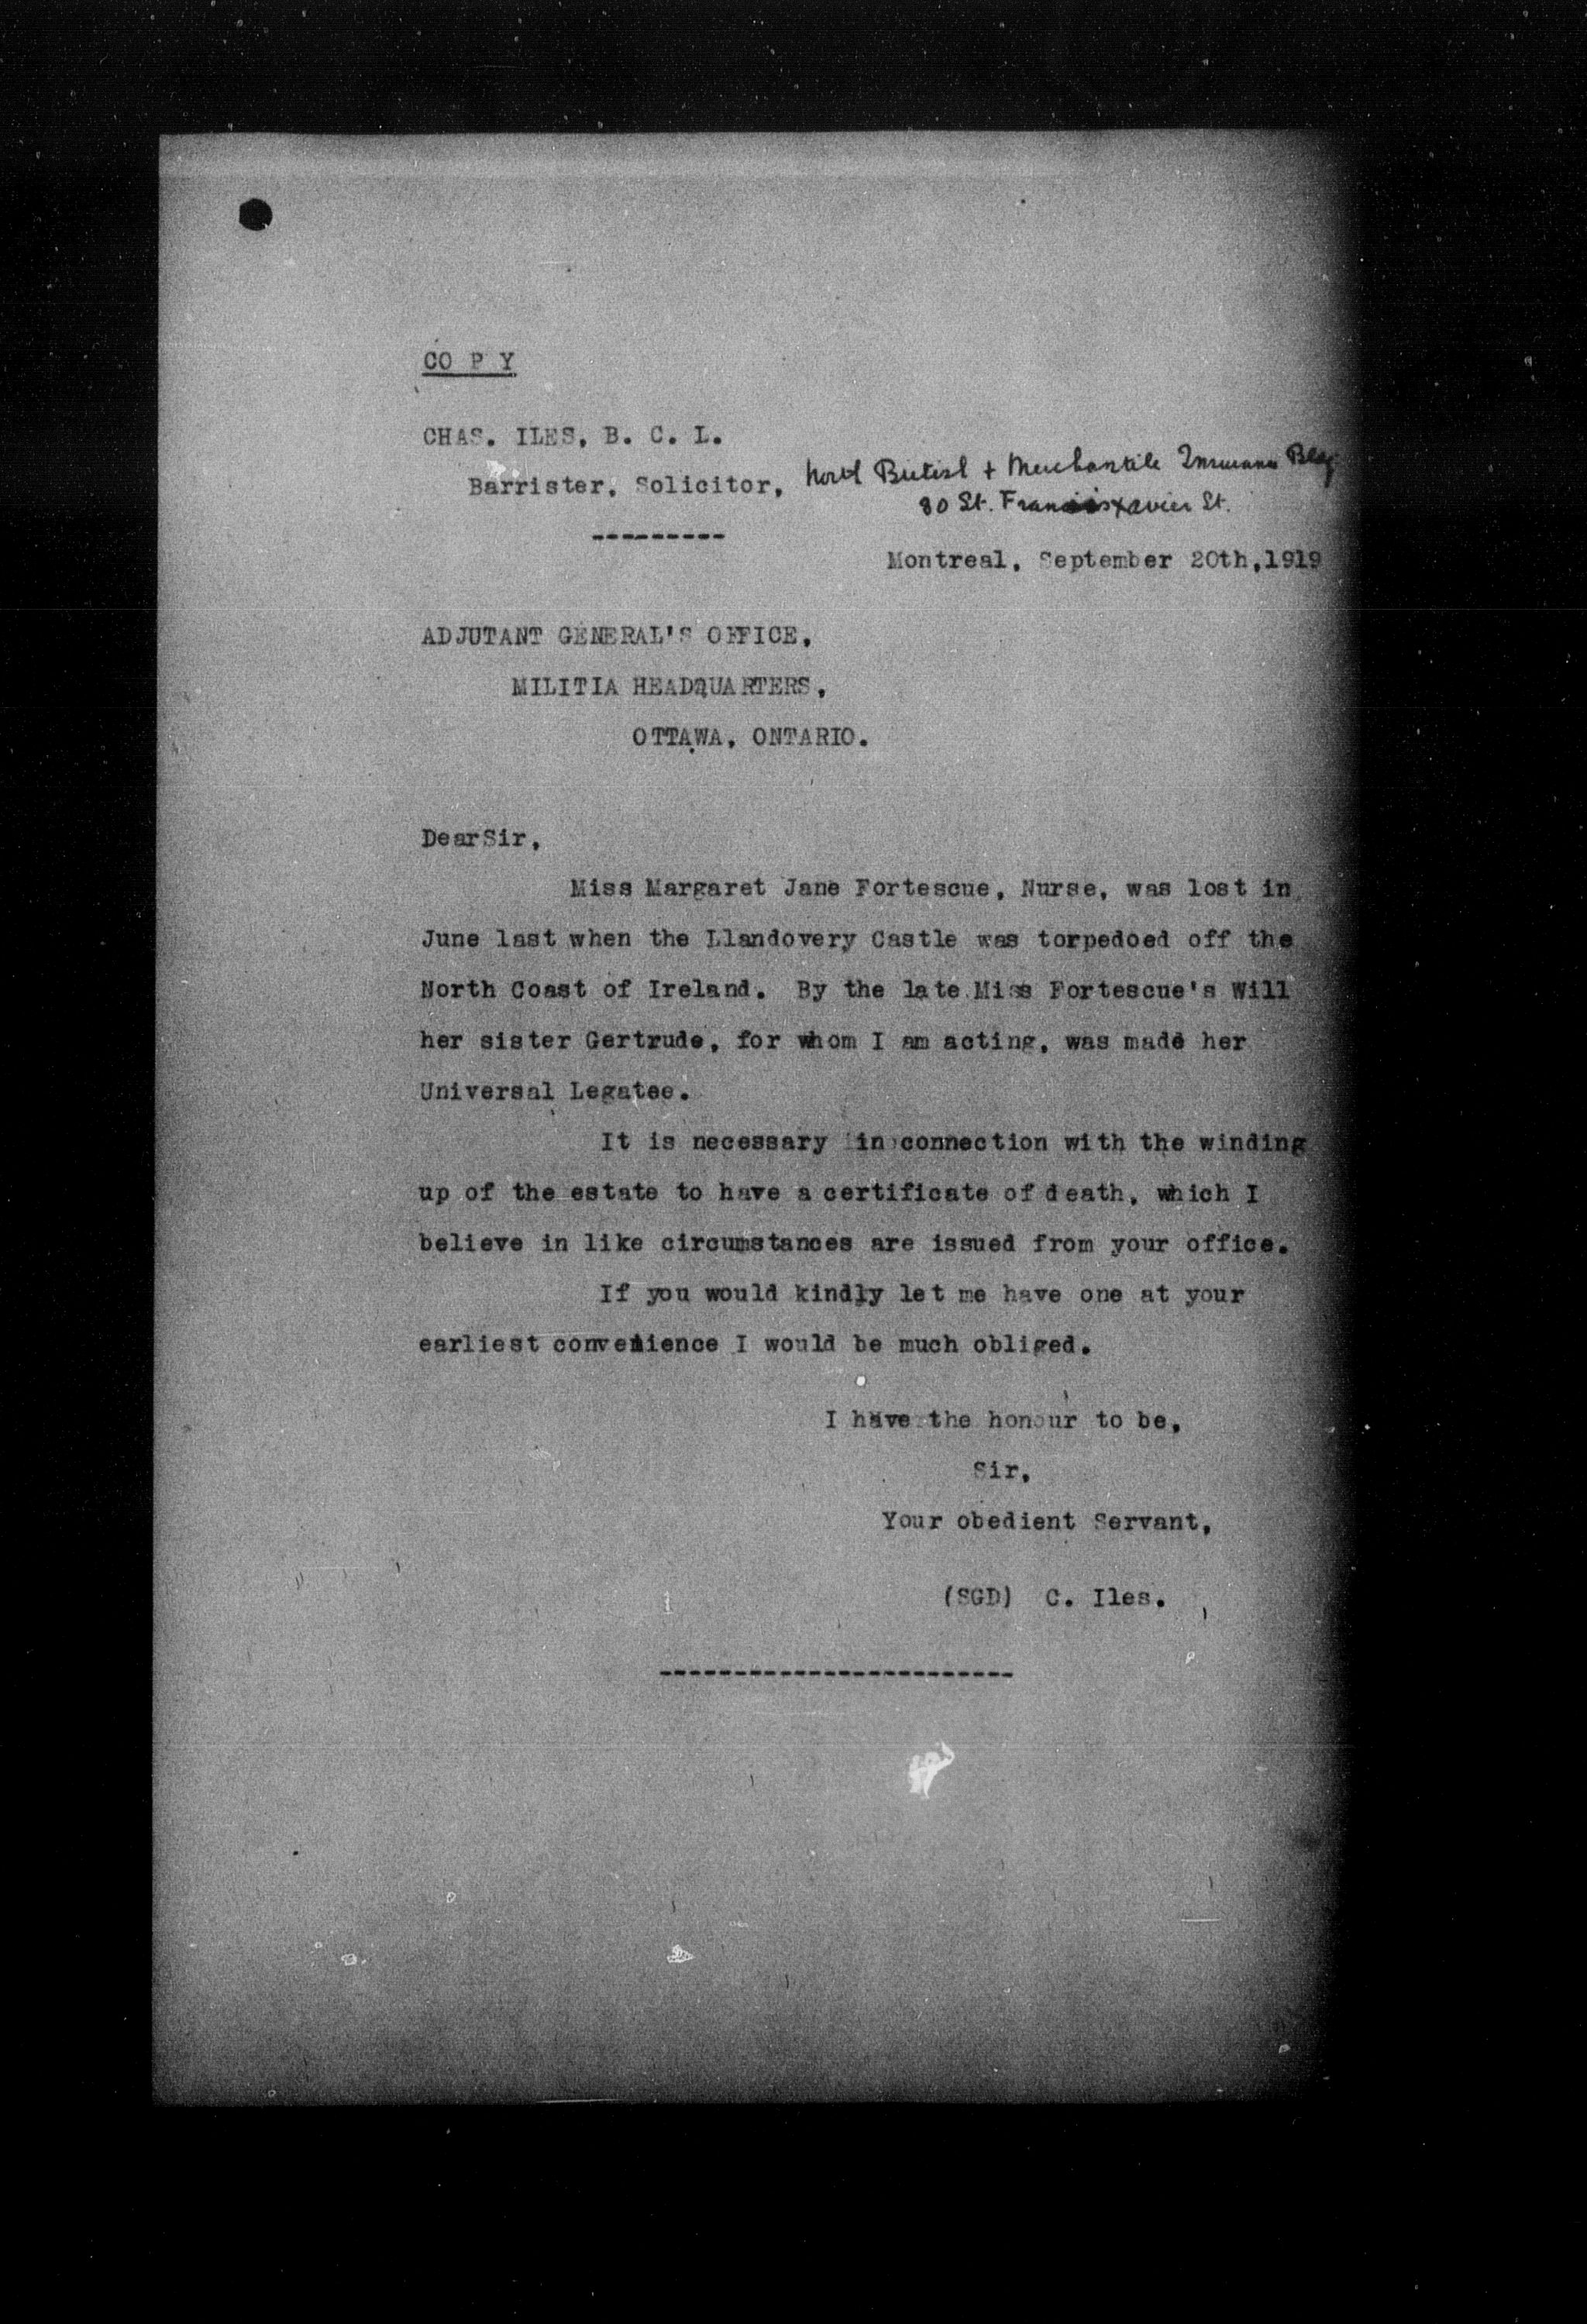 CO P Y
CHAS. ILES, B. C. L.
Barrister, Solicitor, North British + Merchantile Insurance Bldg
80 St. Francis Xavier St.
Montreal, September 20th,1919
ADJUTANT GENERAL'S OFFICE,
MILITIA HEADQUARTERS,
OTTAWA, ONTARIO.
DearSir,
Miss Margaret Jane Fortescue, Nurse, was lost in
June last when the Llandovery Castle was torpedoed off the
North Coast of Ireland. By the late Miss Fortescue's Will
her sister Gertrude, for whom I am acting, was made her
Universal Legatee.
It is necessary in connection with the winding
up of the estate to have a certificate of death, which I
believe in like circumstances are issued from your office.
If you would kindly let me have one at your
earliest convenience I would be much obliged.
I have the honour to be,
Sir,
Your obedient Servant,
(SGD) C. Iles.